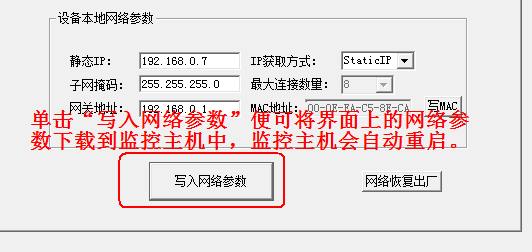 设备本地网络参数
静态IP: 192.168.0.7 IP获取方式: StaticIP
子网掩码: 255.255.255.0 最大连接数量: 8
网关地址: 192.168.0.1 MAC地址: 00-0E-EA-C5-8E-CA 写MAC
单击“写入网络参数”便可将界面上的网络参
数下载到监控主机中，监控主机会自动重启。
写入网络参数 网络恢复出厂